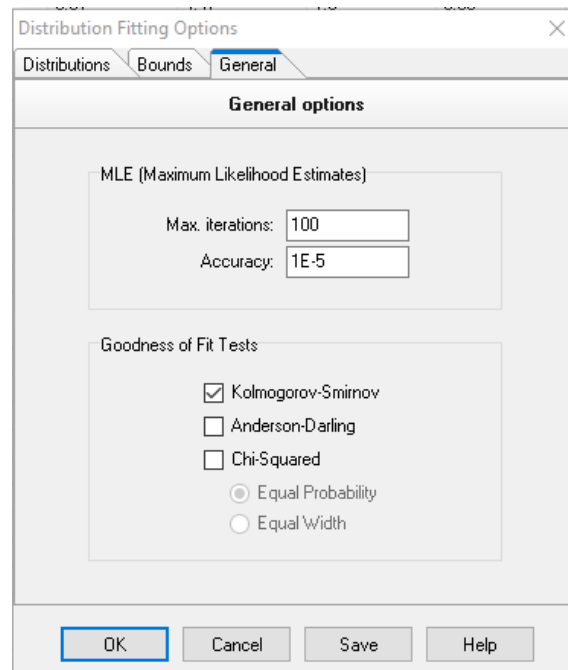 Distribution Fitting Options
Distributions Bounds General
General options
MLE (Maximum Likelihood Estimates)
Max. iterations: 100
Accuracy: 1E-5
Goodness of Fit Tests
Kolmogorov-Smirnov
Anderson-Darling
Chi-Squared
Equal Probability
Equal Width
OK Cancel Save Help